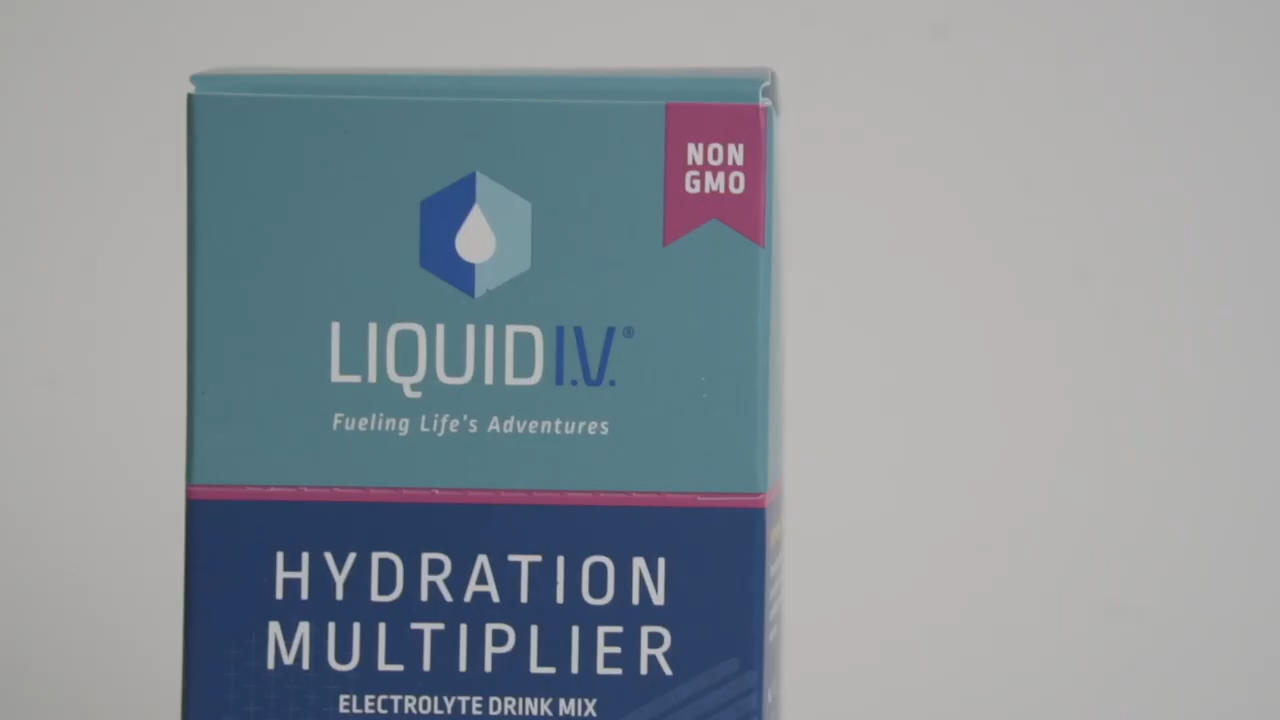 NON
GMO
LIQUID I.V.®
Fueling Life's Adventures
HYDRATION
MULTIPLIER
ELECTROLYTE DRINK MIX